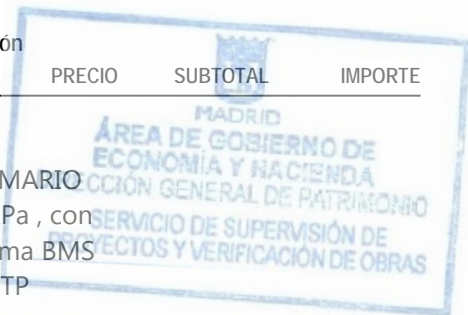 ón
PRECIO SUBTOTAL IMPORTE
MADRID
ÁREA DE GOBIERNO DE
ECONOMÍA Y HACIENDA
MARIO
DIRECCIÓN GENERAL DE PATRIMONIO
Pa , con
SERVICIO DE SUPERVISIÓN DE
ma BMS
PROYECTOS Y VERIFICACIÓN DE OBRAS
TP